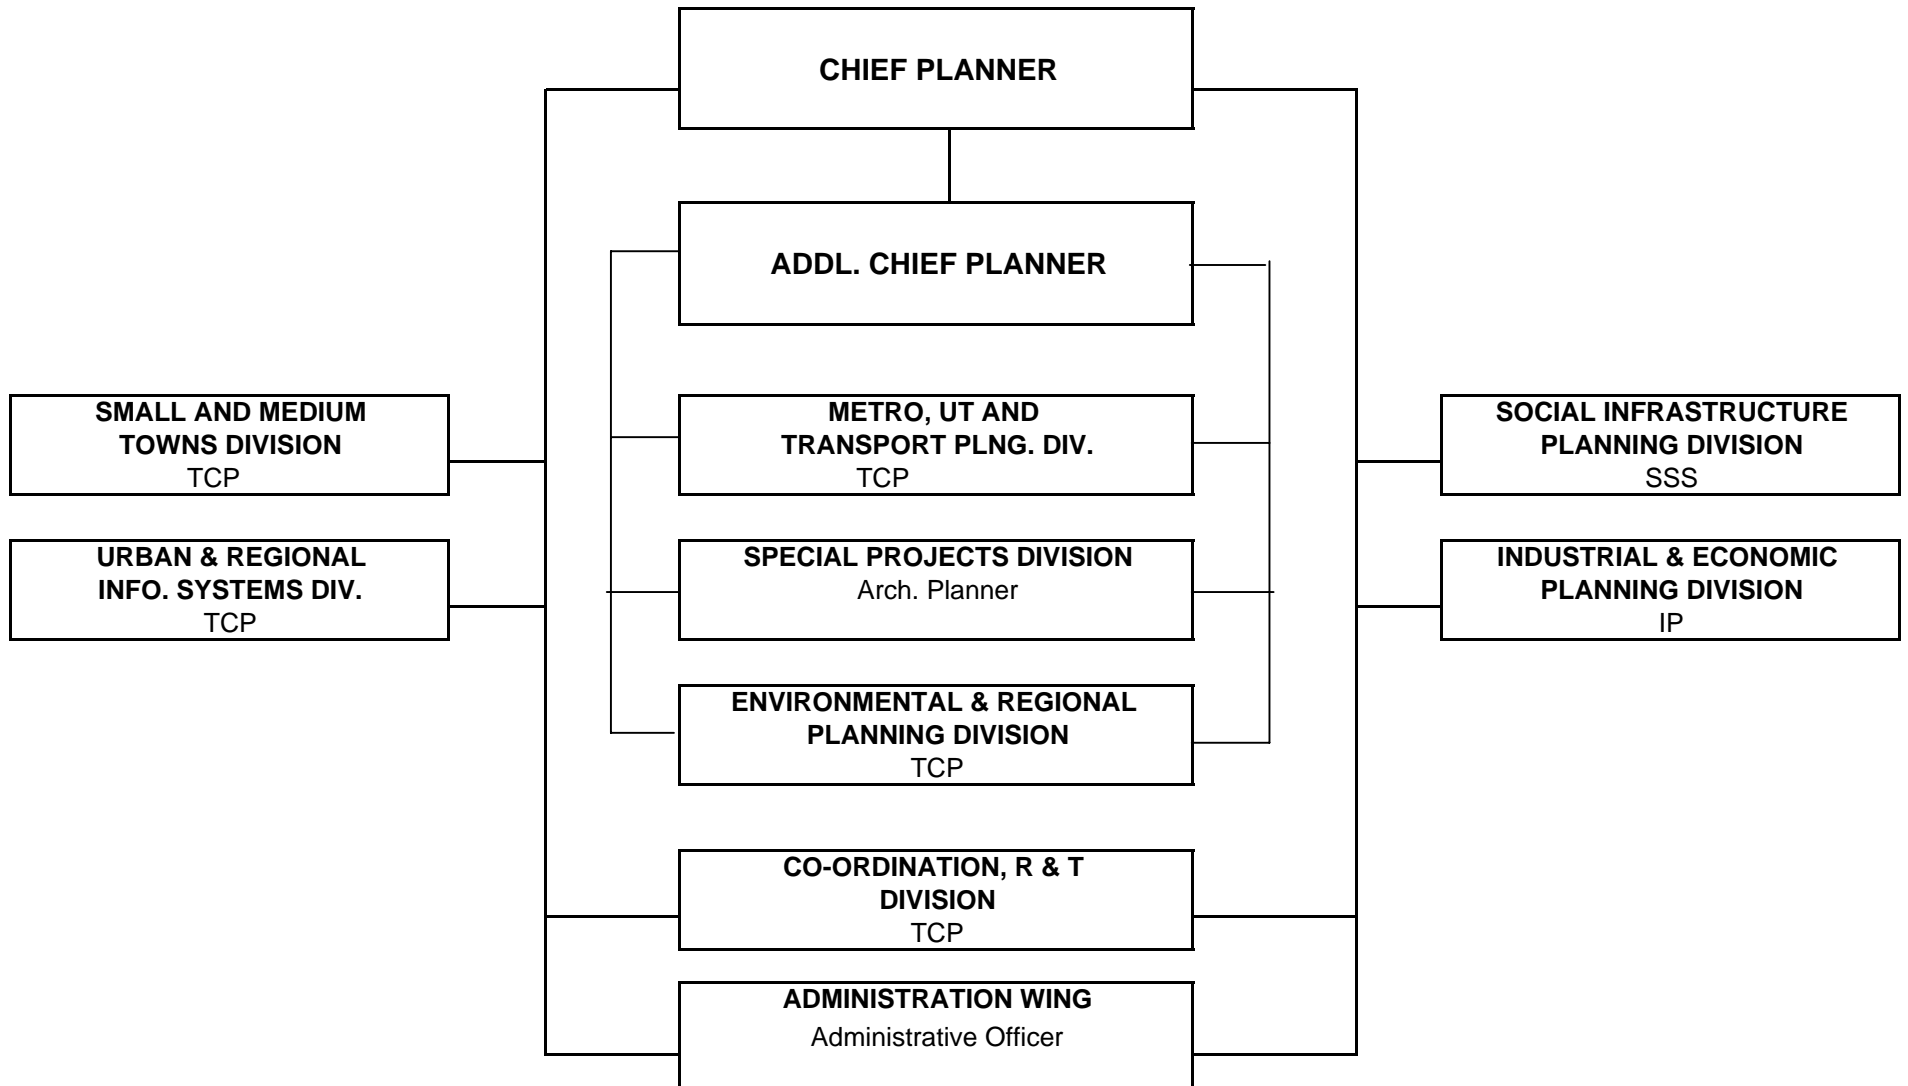 CHIEF PLANNER
ADDL. CHIEF PLANNER
SMALL AND MEDIUM
TOWNS DIVISION
TCP
METRO, UT AND
TRANSPORT PLNG. DIV.
TCP
SOCIAL INFRASTRUCTURE
PLANNING DIVISION
SSS
URBAN & REGIONAL
INFO. SYSTEMS DIV.
TCP
SPECIAL PROJECTS DIVISION
Arch. Planner
INDUSTRIAL & ECONOMIC
PLANNING DIVISION
IP
ENVIRONMENTAL & REGIONAL
PLANNING DIVISION
TCP
CO-ORDINATION, R & T
DIVISION
TCP
ADMINISTRATION WING
Administrative Officer